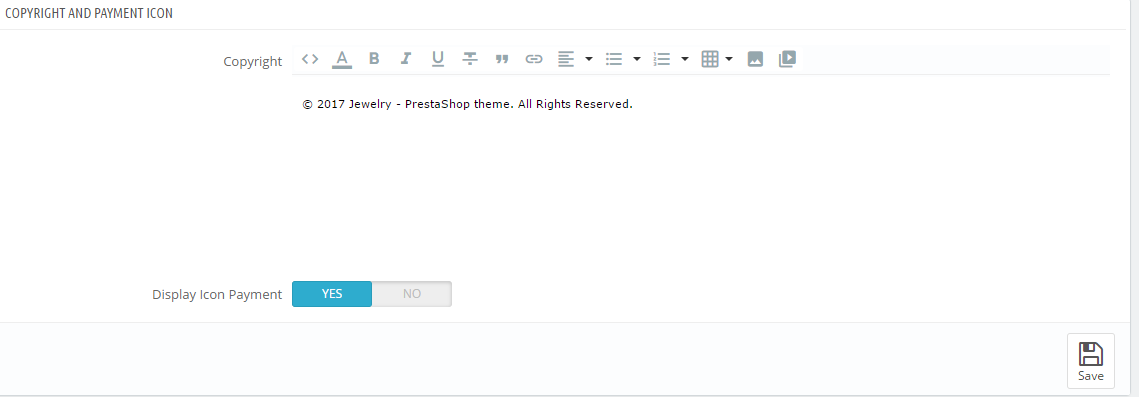 COPYRIGHT AND PAYMENT ICON
Copyright
© 2017 Jewelry - PrestaShop theme. All Rights Reserved.
Display Icon Payment YES NO
Save